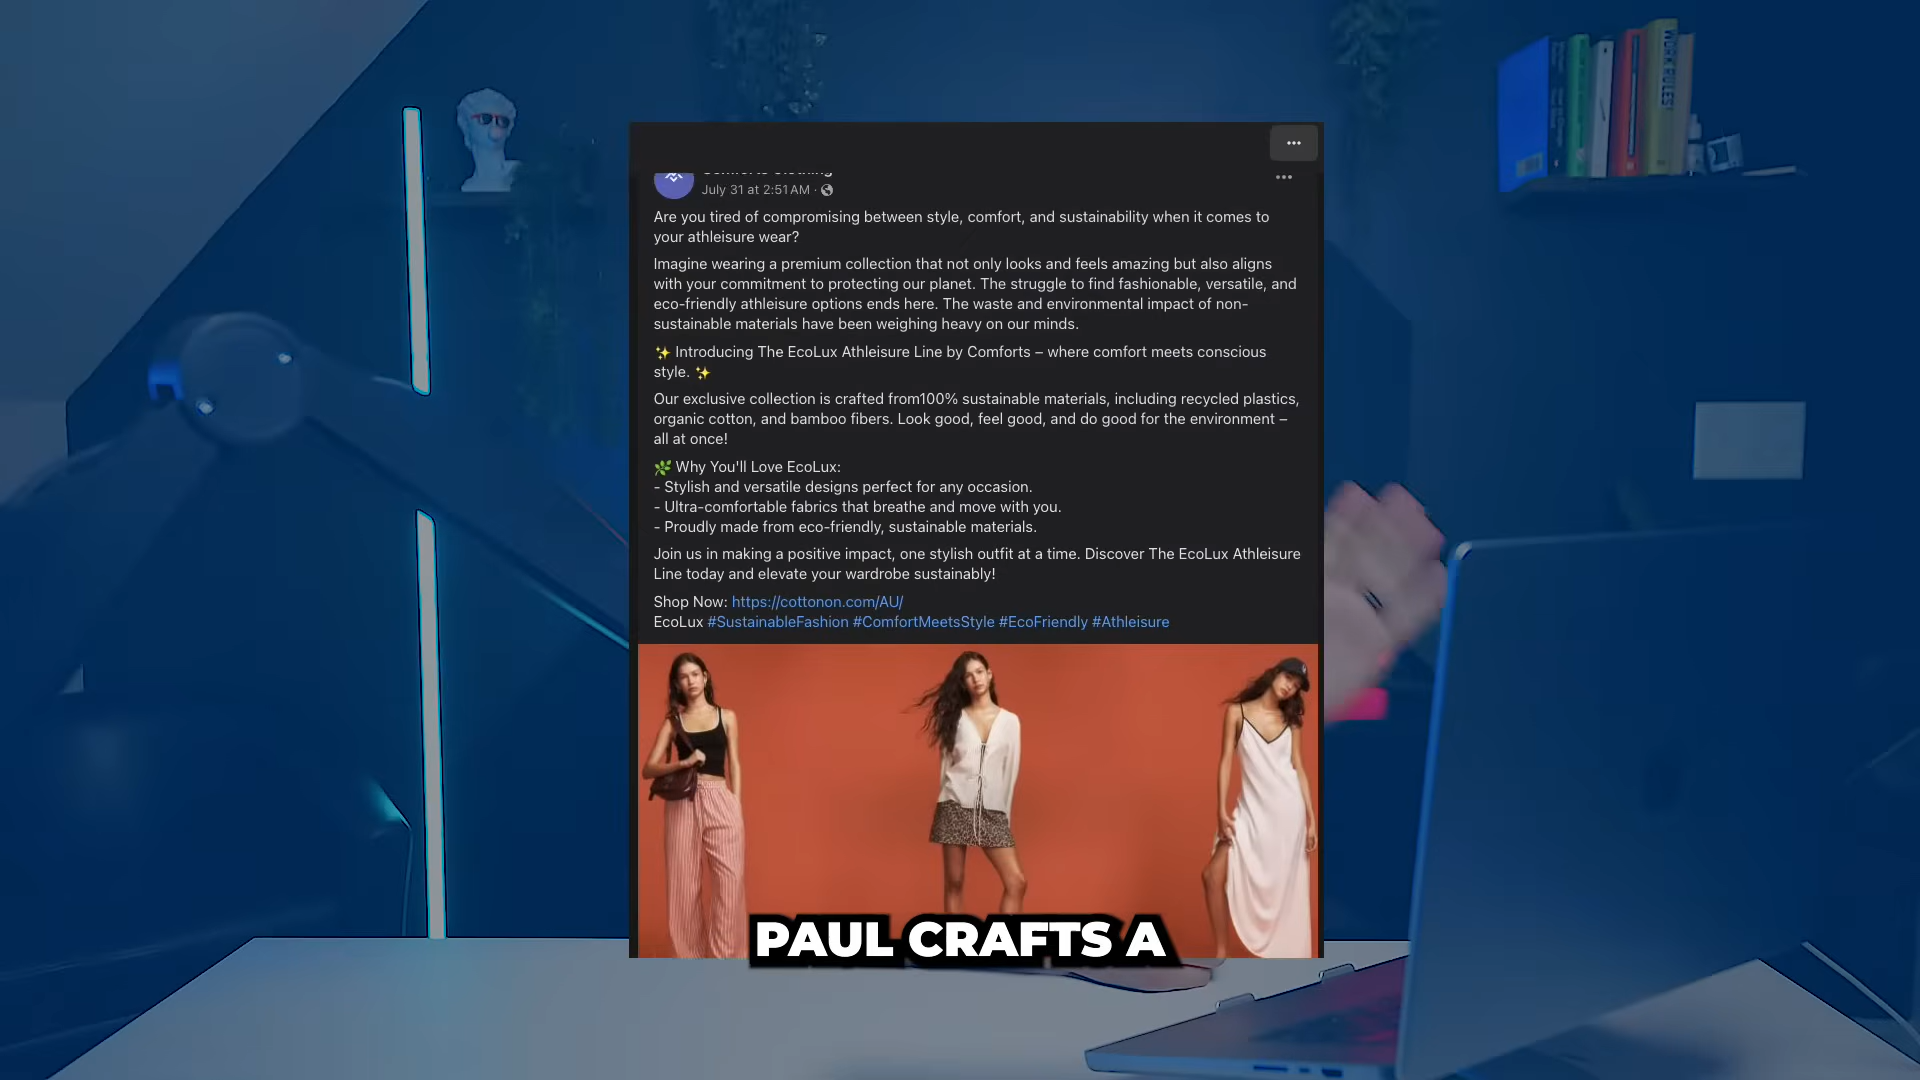 July 31 at 2:51 AM ·
Are you tired of compromising between style, comfort, and sustainability when it comes to
your athleisure wear?
Imagine wearing a premium collection that not only looks and feels amazing but also aligns
with your commitment to protecting our planet. The struggle to find fashionable, versatile, and
eco-friendly athleisure options ends here. The waste and environmental impact of non-
sustainable materials have been weighing heavy on our minds.
✨ Introducing The EcoLux Athleisure Line by Comforts – where comfort meets conscious
style. ✨
Our exclusive collection is crafted from100% sustainable materials, including recycled plastics,
organic cotton, and bamboo fibers. Look good, feel good, and do good for the environment –
all at once!
🌿 Why You'll Love EcoLux:
- Stylish and versatile designs perfect for any occasion.
- Ultra-comfortable fabrics that breathe and move with you.
- Proudly made from eco-friendly, sustainable materials.
Join us in making a positive impact, one stylish outfit at a time. Discover The EcoLux Athleisure
Line today and elevate your wardrobe sustainably!
Shop Now: https://cottonon.com/AU/
EcoLux #SustainableFashion #ComfortMeetsStyle #EcoFriendly #Athleisure
PAUL CRAFTS A
WORK RULES